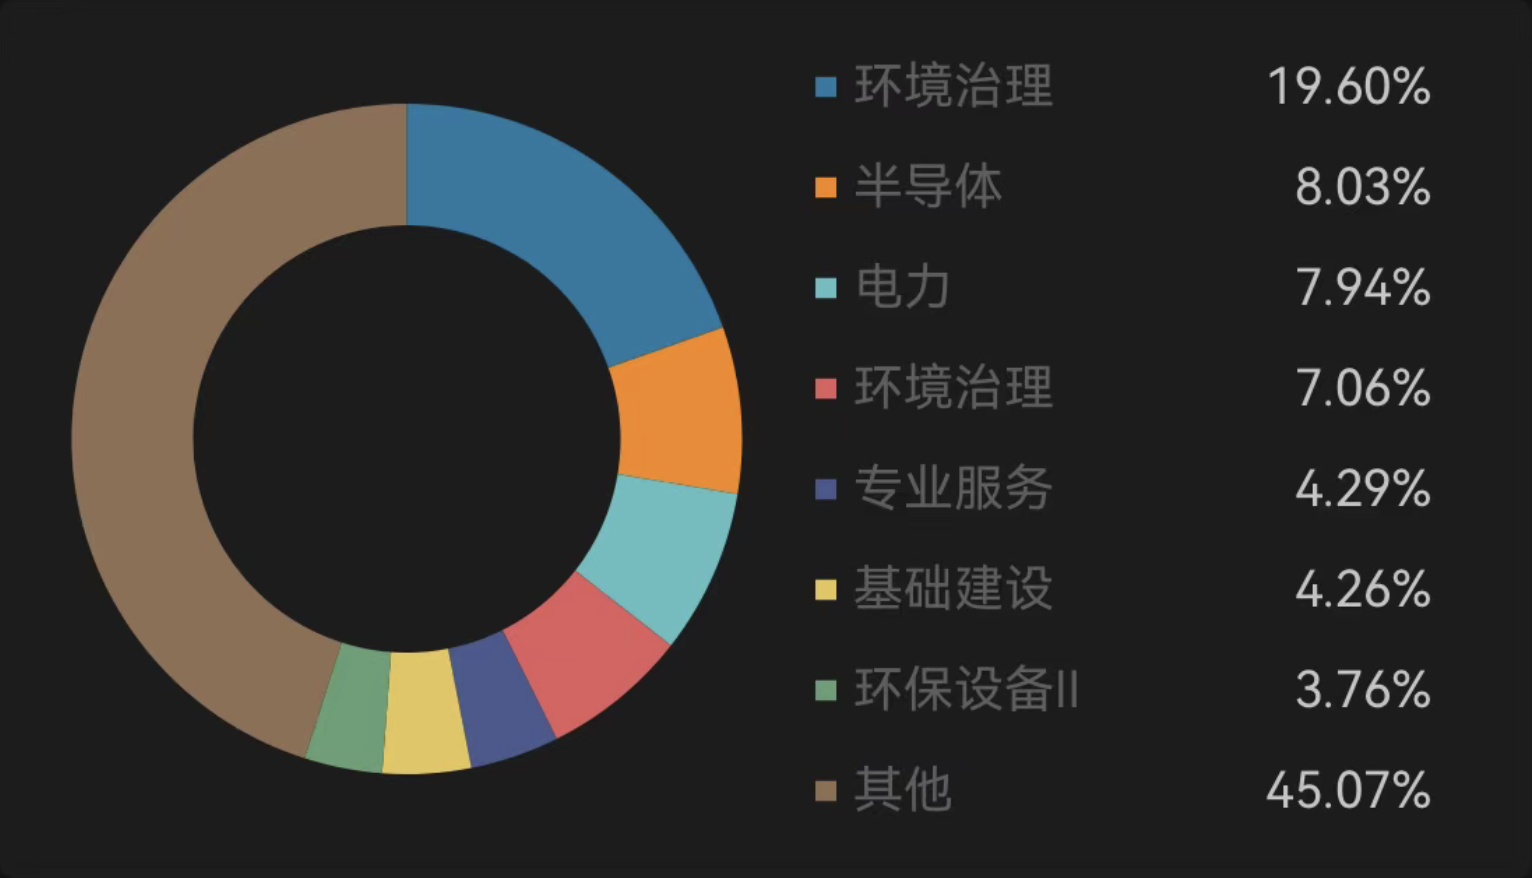 环境治理 19.60%
半导体 8.03%
电力 7.94%
环境治理 7.06%
专业服务 4.29%
基础建设 4.26%
环保设备II 3.76%
其他 45.07%